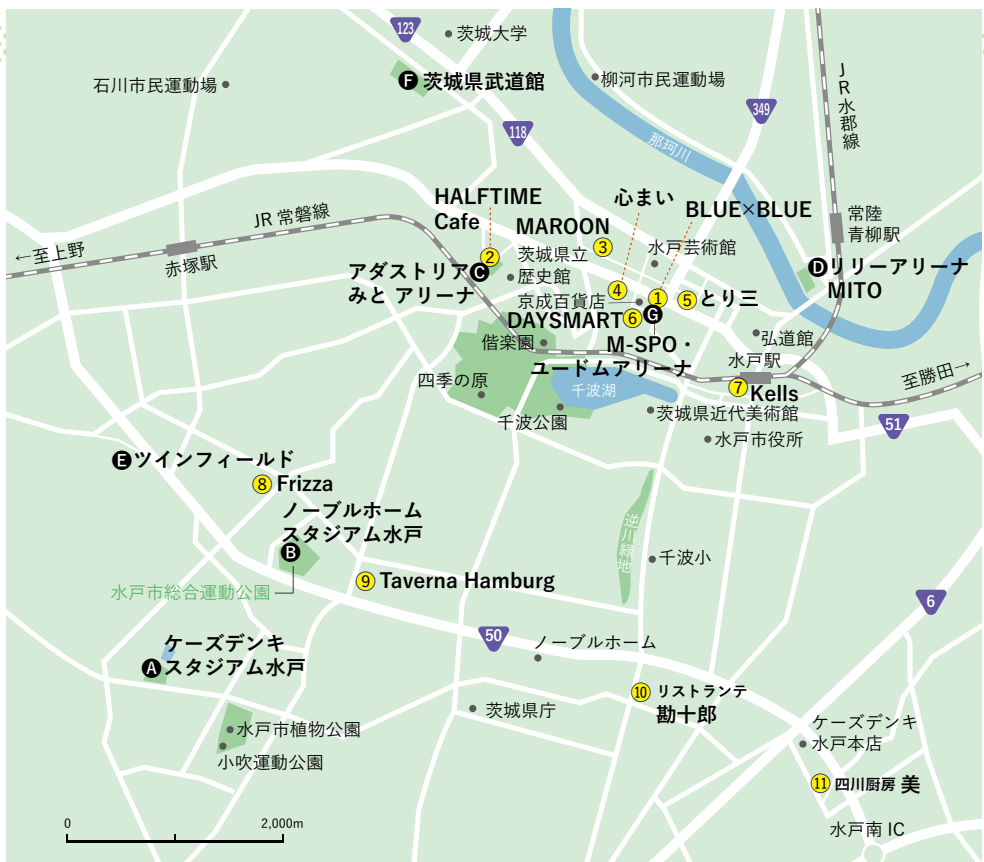 123
茨城大学
F 茨城県武道館
石川市民運動場
柳河市民運動場
JR水郡線
349
118
那珂川
HALFTIME
Cafe
心まい
BLUE×BLUE
MAROON
JR 常磐線
←至上野
赤塚駅
2
3
茨城県立
歴史館
水戸芸術館
常陸
青柳駅
アダストリア C
みと アリーナ
D リリーアリーナ
MITO
4
京成百貨店
1
5 とり三
DAYSMART 6
G
M-SPO・
ユードムアリーナ
偕楽園
弘道館
水戸駅
至勝田→
四季の原
千波湖
7
Kells
千波公園
茨城県近代美術館
51
水戸市役所
E ツインフィールド
8 Frizza
ノーブルホーム
スタジアム水戸
B
逆川緑地
千波小
水戸市総合運動公園
9 Taverna Hamburg
6
50
ケーズデンキ
A スタジアム水戸
ノーブルホーム
10 リストランテ
勘十郎
茨城県庁
水戸市植物公園
小吹運動公園
ケーズデンキ
水戸本店
11 四川厨房 美
水戸南 IC
0
2,000m